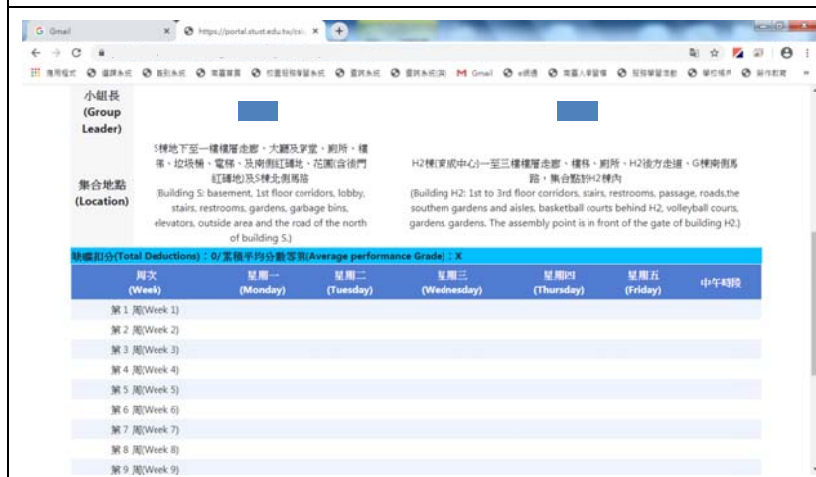 Gmail
https://portal.stust.edu.tw/csl
Gmail
小組長
(Group
Leader)
S棟地下至一樓樓層走廊、大廳及穿堂、廁所、樓
梯、垃圾桶、電梯、及南側紅磚地、花園(含後門
紅磚地)及S棟北側馬路
(Building S: basement, 1st floor corridors, lobby,
stairs, restrooms, gardens, garbage bins,
elevators, outside area and the road of the north
of building S.)
H2棟(育成中心)一至三樓樓層走廊、樓梯、廁所、H2後方走道、G棟南側馬
路，集合點於H2棟內
(Building H2: 1st to 3rd floor corridors, stairs, restrooms, passage, roads,the
southern gardens and aisles, basketball courts behind H2, volleyball courts,
gardens gardens. The assembly point is in front of the gate of building H2.)
集合地點
(Location)
缺曠扣分(Total Deductions)：0/累積平均分數等第(Average performance Grade)：X
周次
(Week)
星期一
(Monday)
星期二
(Tuesday)
星期三
(Wednesday)
星期四
(Thursday)
星期五
(Friday)
中午時段
第 1 周(Week 1)
第 2 周(Week 2)
第 3 周(Week 3)
第 4 周(Week 4)
第 5 周(Week 5)
第 6 周(Week 6)
第 7 周(Week 7)
第 8 周(Week 8)
第 9 周(Week 9)